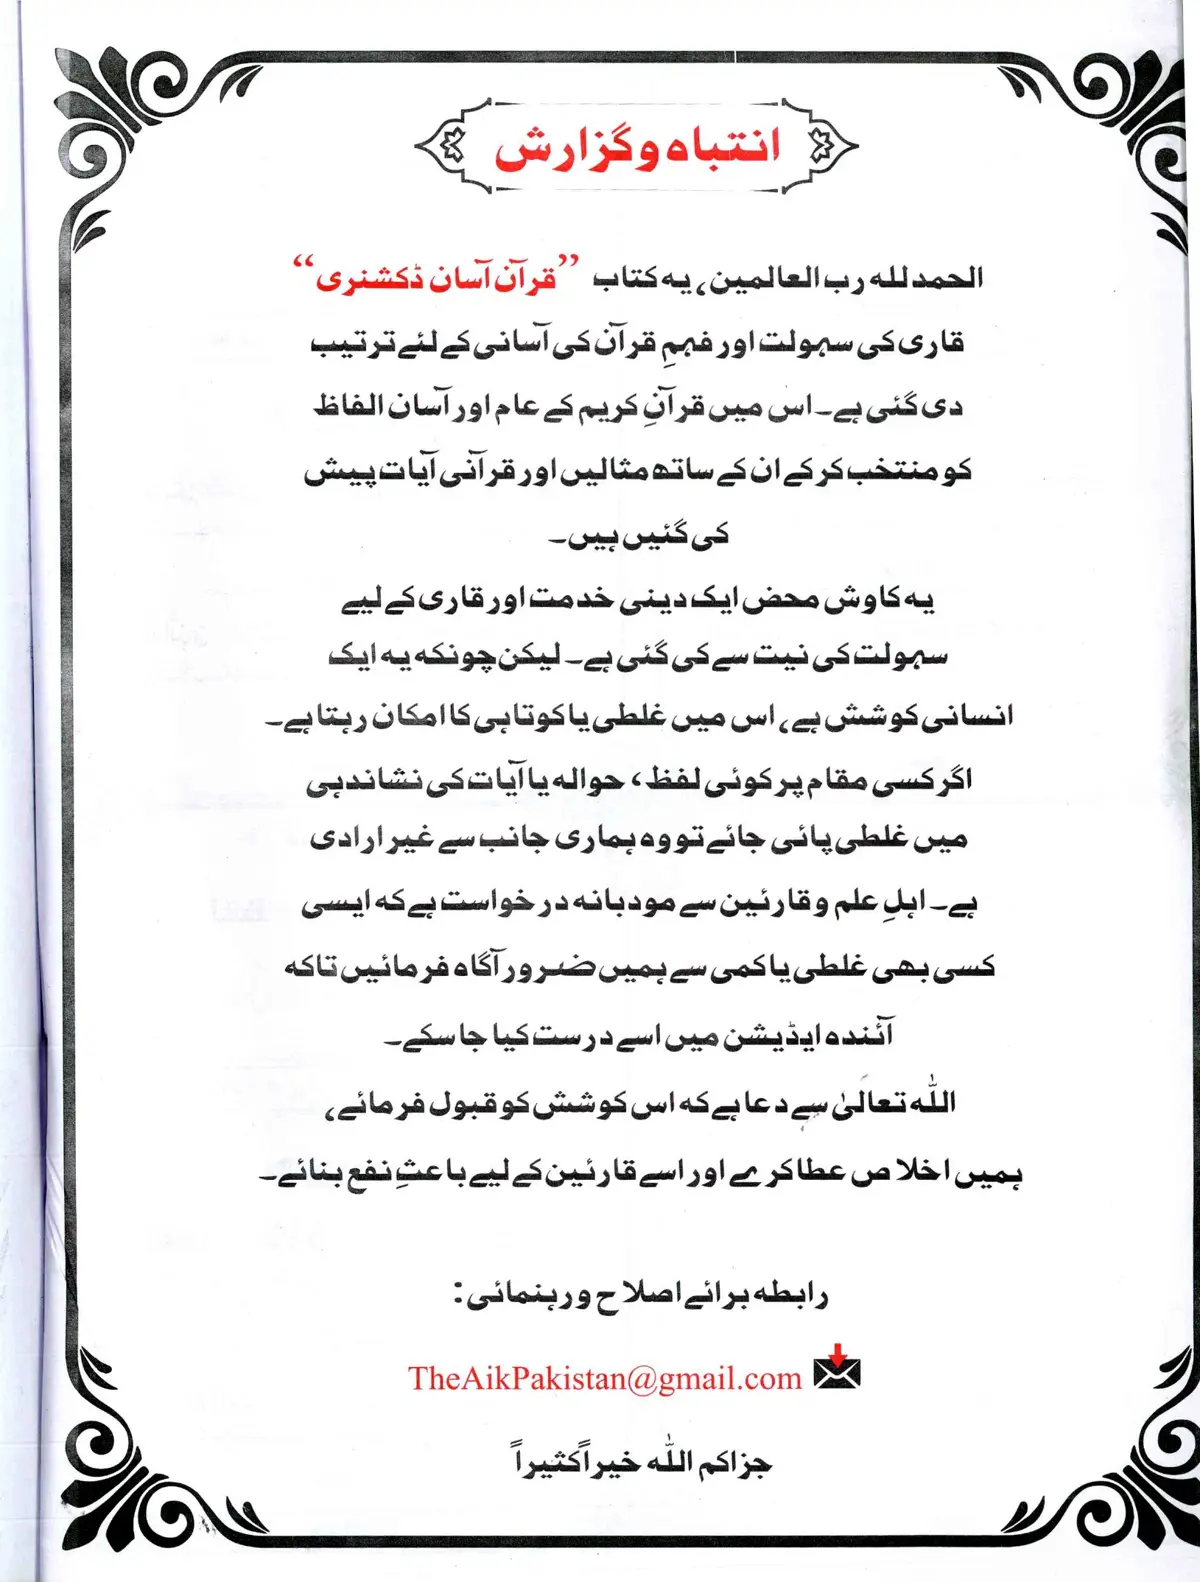 انتباہ و گزارش
الحمد للہ رب العالمین، یہ کتاب ”قرآن آسان ڈکشنری“
قاری کی سہولت اور فہمِ قرآن کی آسانی کے لئے ترتیب
دی گئی ہے۔ اس میں قرآنِ کریم کے عام اور آسان الفاظ
کو منتخب کر کے ان کے ساتھ مثالیں اور قرآنی آیات پیش
کی گئیں ہیں۔
یہ کاوش محض ایک دینی خدمت اور قاری کے لیے
سہولت کی نیت سے کی گئی ہے۔ لیکن چونکہ یہ ایک
انسانی کوشش ہے، اس میں غلطی یا کوتاہی کا امکان رہتا ہے۔
اگر کسی مقام پر کوئی لفظ، حوالہ یا آیات کی نشاندہی
میں غلطی پائی جائے تو وہ ہماری جانب سے غیر ارادی
ہے۔ اہلِ علم و قارئین سے مودبانہ درخواست ہے کہ ایسی
کسی بھی غلطی یا کمی سے ہمیں ضرور آگاہ فرمائیں تاکہ
آئندہ ایڈیشن میں اسے درست کیا جا سکے۔
اللّٰہ تعالیٰ سے دعا ہے کہ اس کوشش کو قبول فرمائے،
ہمیں اخلاص عطا کرے اور اسے قارئین کے لیے باعثِ نفع بنائے۔
رابطہ برائے اصلاح و رہنمائی:
TheAikPakistan@gmail.com
جزاکم اللّٰہ خیراً کثیراً